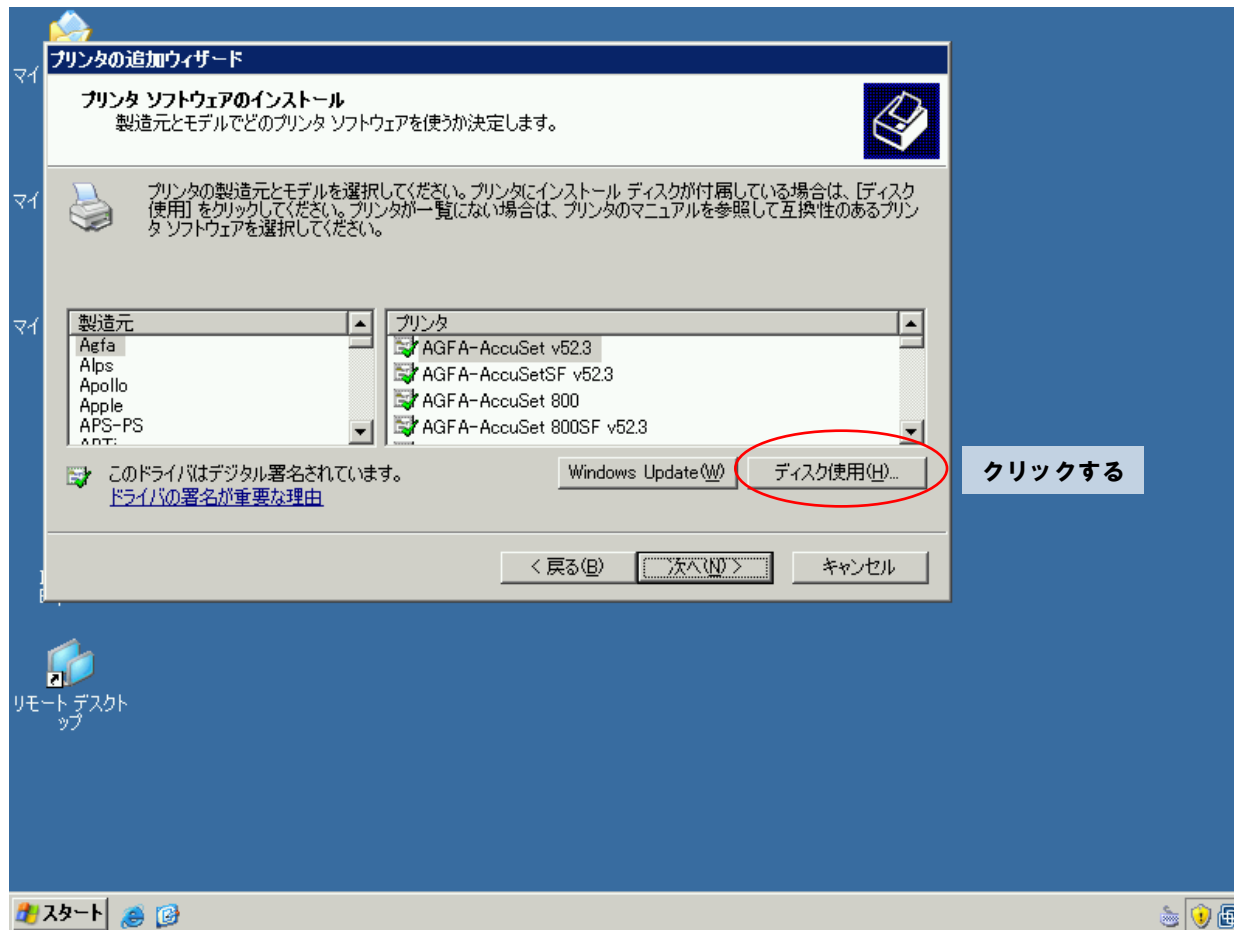 マイ
プリンタの追加ウィザード
プリンタ ソフトウェアのインストール
製造元とモデルでどのプリンタ ソフトウェアを使うか決定します。
マイ
プリンタの製造元とモデルを選択してください。プリンタにインストール ディスクが付属している場合は、[ディスク
使用] をクリックしてください。プリンタが一覧にない場合は、プリンタのマニュアルを参照して互換性のあるプリン
タ ソフトウェアを選択してください。
マイ
製造元
Agfa
Alps
Apollo
Apple
APS-PS
プリンタ
AGFA-AccuSet v52.3
AGFA-AccuSetSF v52.3
AGFA-AccuSet 800
AGFA-AccuSet 800SF v52.3
このドライバはデジタル署名されています。
ドライバの署名が重要な理由
Windows Update(W)
ディスク使用(H)...
クリックする
< 戻る(B)
次へ(N) >
キャンセル
リモート デスクト
ップ
スタート